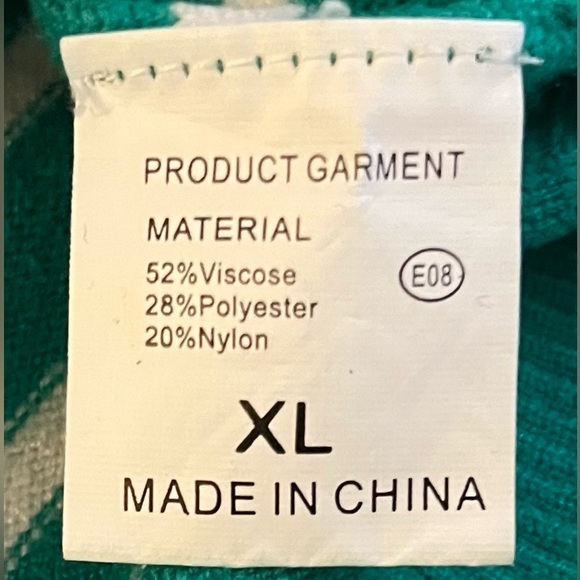 PRODUCT GARMENT
MATERIAL
52%Viscose
E08
28%Polyester
20%Nylon
XL
MADE IN CHINA